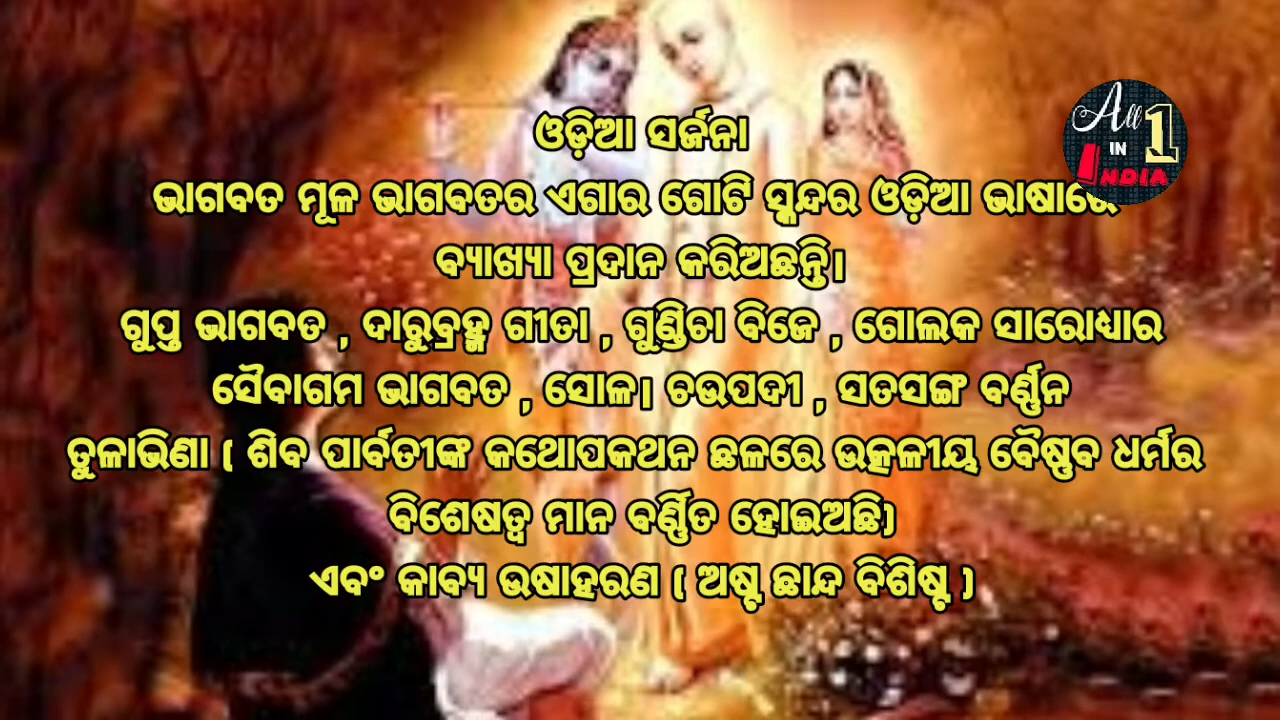 ଓଡ଼ିଆ ସର୍ଜନା
ଭାଗବତ ମୂଳ ଭାଗବତର ଏଗାର ଗୋଟି ସ୍କନ୍ଦର ଓଡ଼ିଆ ଭାଷାରେ
ବ୍ୟାଖ୍ୟା ପ୍ରଦାନ କରିଅଛନ୍ତି।
ଗୁପ୍ତ ଭାଗବତ , ଦାରୁବ୍ରହ୍ମ ଗୀତା , ଗୁଣ୍ଡିଚା ବିଜେ , ଗୋଲକ ସାରୋଧାର
ସୈବାଗମ ଭାଗବତ , ସୋଳ। ଚଉପଦୀ , ସତସଙ୍ଗ ବର୍ଣ୍ଣନ
ତୁଳାଭିଣା ( ଶିବ ପାର୍ବତୀଙ୍କ କଥୋପକଥନ ଛଳରେ ଉତ୍କଳୀୟ ବୈଷ୍ଣବ ଧର୍ମର
ବିଶେଷତ୍ୱ ମାନ ବର୍ଣ୍ଣିତ ହୋଇଅଛି)
ଏବଂ କାବ୍ୟ ଉଷାହରଣ ( ଅଷ୍ଟ ଛାନ୍ଦ ବିଶିଷ୍ଟ )
All IN 1
INDIA